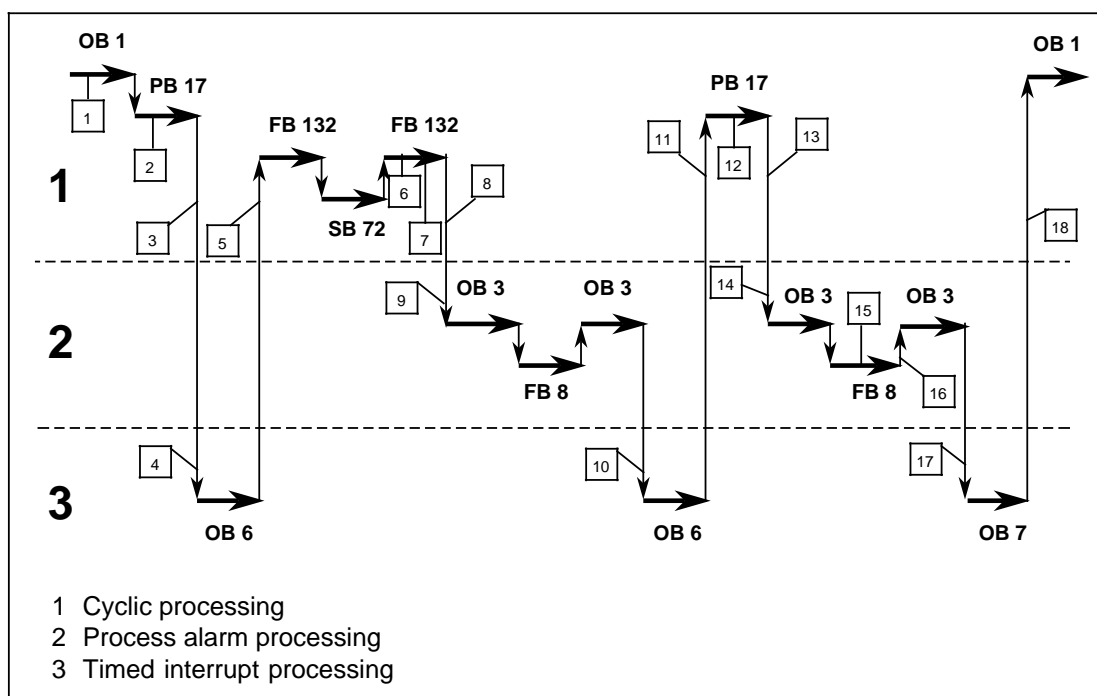 OB 1
OB 1
PB 17
PB 17
1
11
13
FB 132
FB 132
2
12
8
6
1
SB 72
3
5
7
18
9
OB 3
OB 3
14
OB 3
15
OB 3
2
FB 8
FB 8
16
4
10
17
3
OB 6
OB 6
OB 7
1 Cyclic processing
2 Process alarm processing
3 Timed interrupt processing